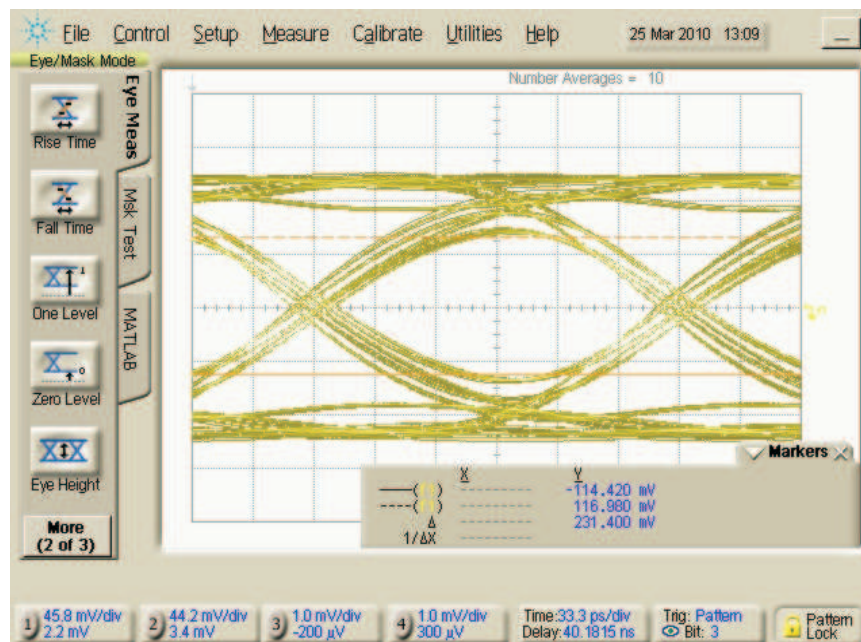 File Control Setup Measure Calibrate Utilities Help 25 Mar 2010 13:09
Eye/Mask Mode
Number Averages = 10
Eye Meas
Msk Test
MATLAB
Rise Time
Fall Time
One Level
Zero Level
Eye Height
More
(2 of 3)
Markers
X Y
-114.420 mV
116.980 mV
Δ 231.400 mV
1/ΔX
1 45.8 mV/div
2.2 mV
2 44.2 mV/div
3.4 mV
3 1.0 mV/div
-200 µV
4 1.0 mV/div
300 µV
Time:33.3 ps/div
Delay:40.1815 ns
Trig: Pattern
Bit: 3
Pattern
Lock